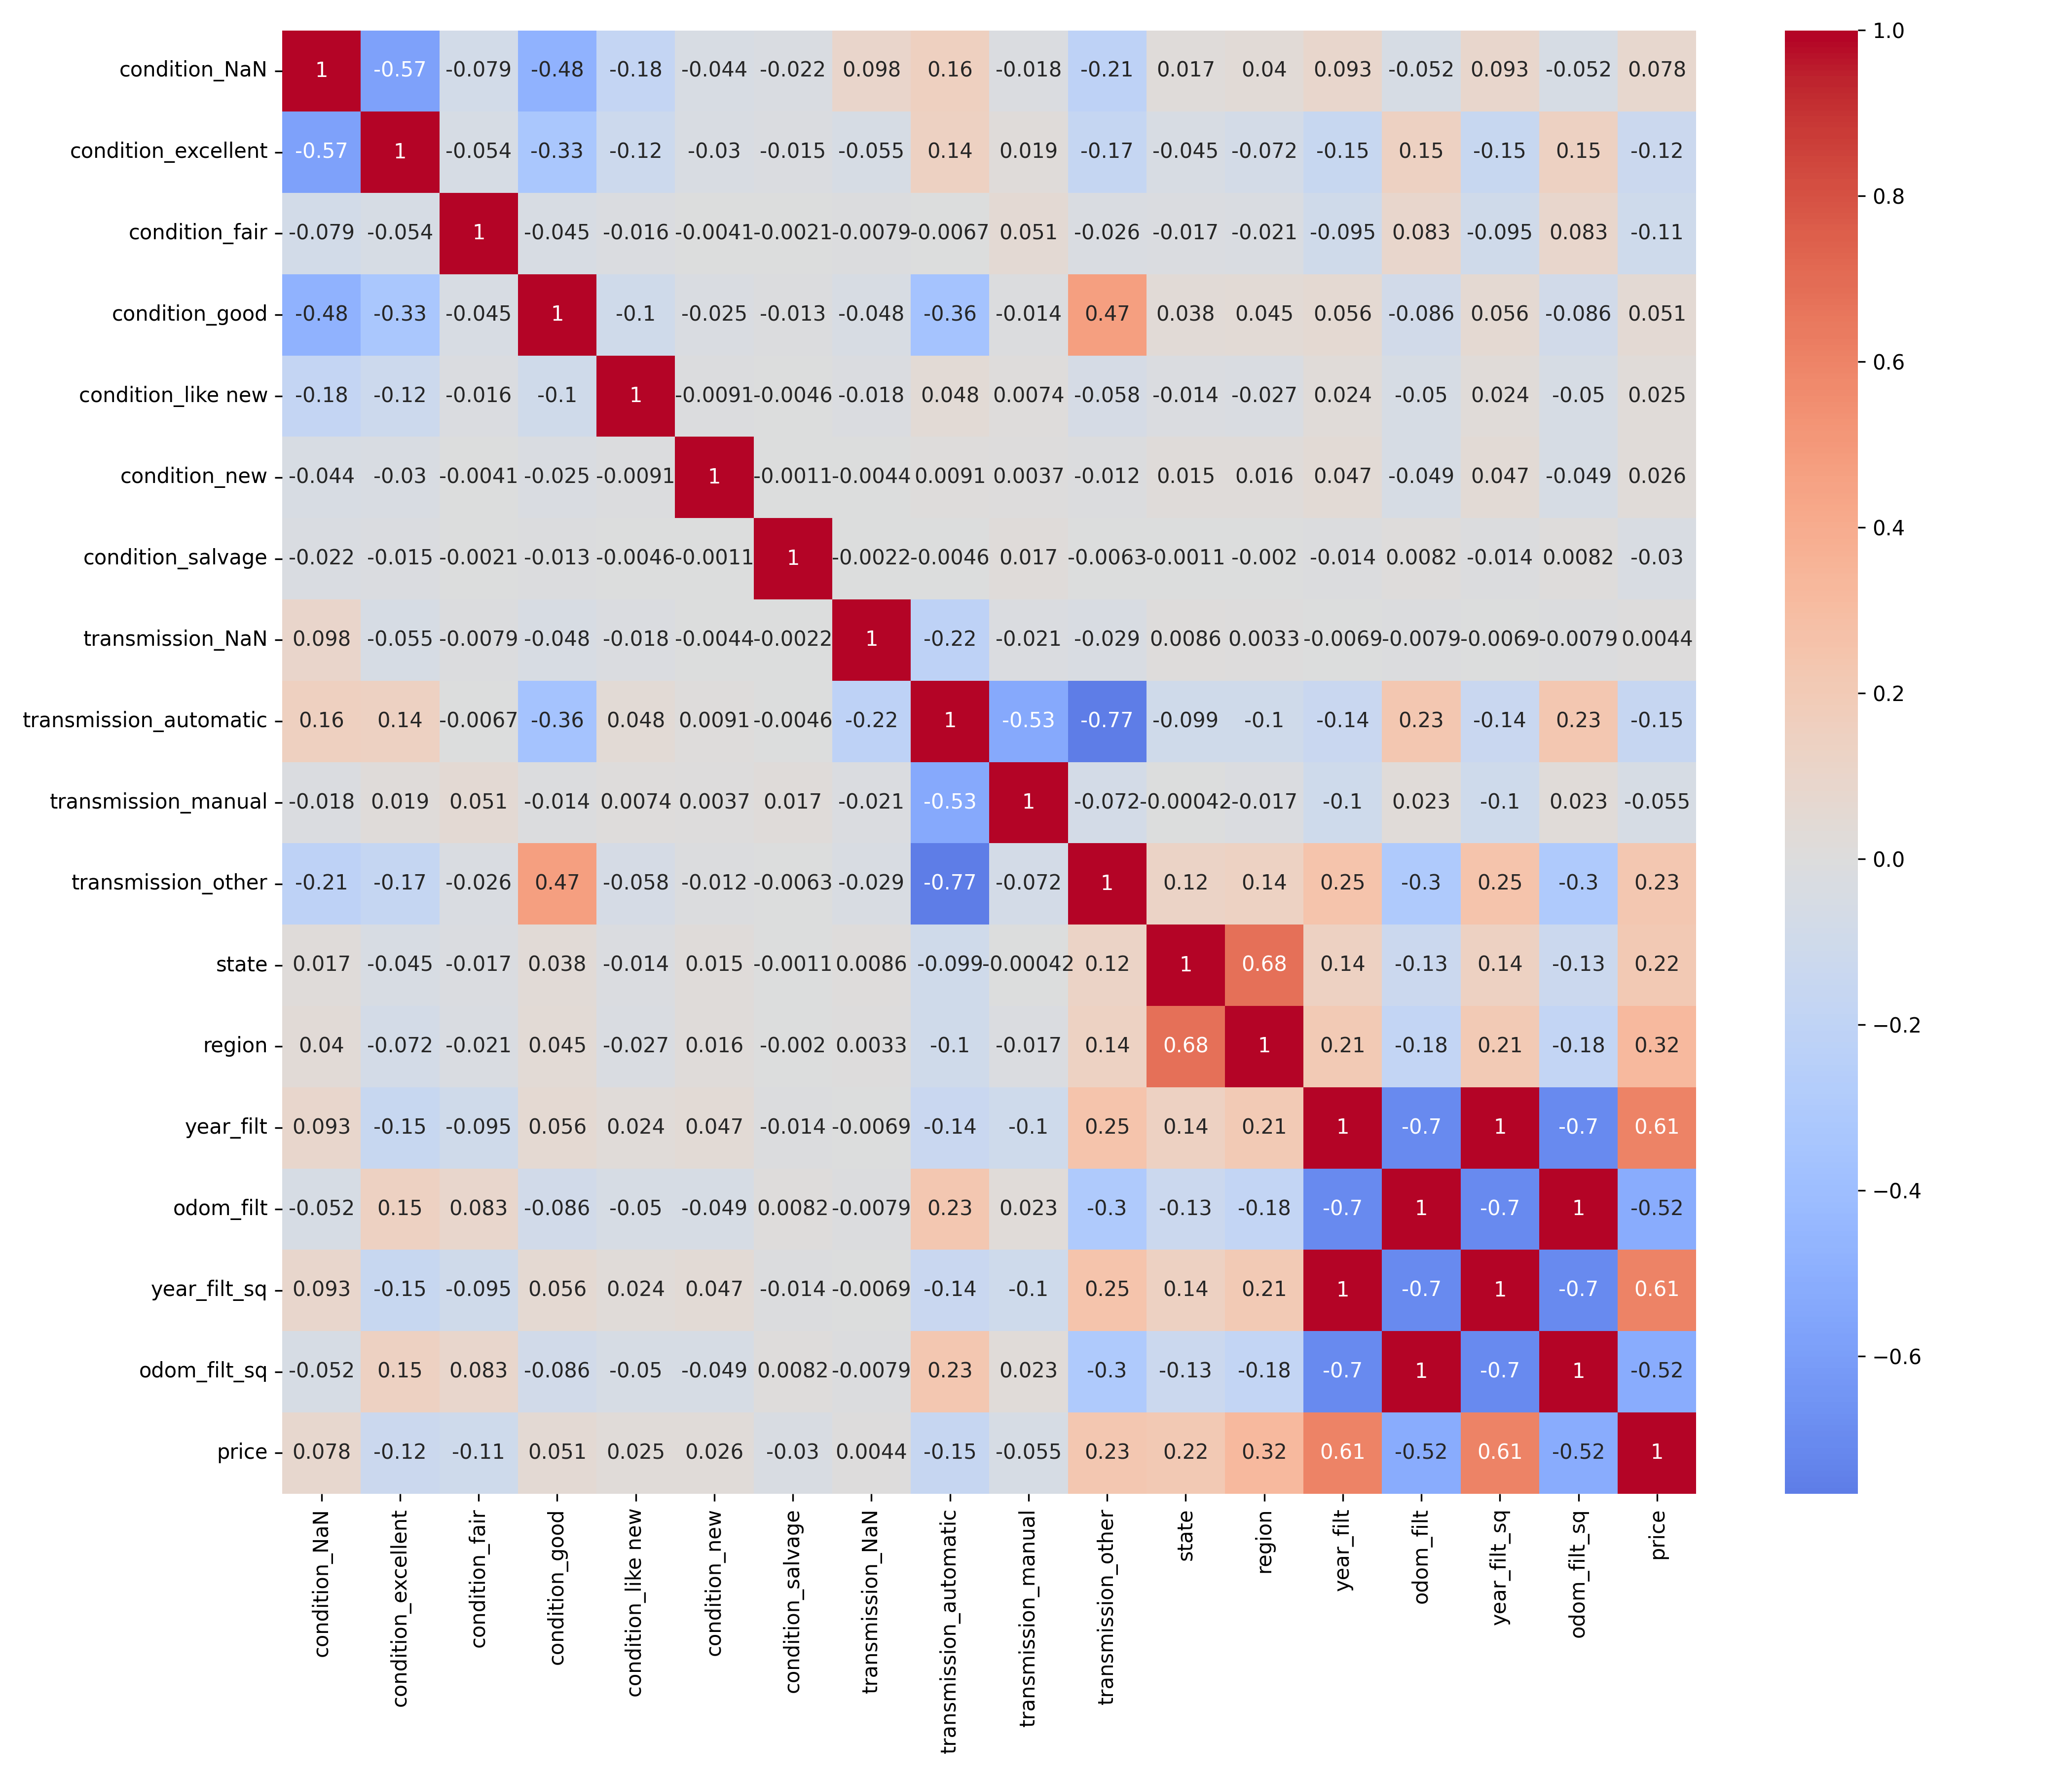 condition_NaN 1 -0.57 -0.079 -0.48 -0.18 -0.044 -0.022 0.098 0.16 -0.018 -0.21 0.017 0.04 0.093 -0.052 0.093 -0.052 0.078 1.0
condition_excellent -0.57 1 -0.054 -0.33 -0.12 -0.03 -0.015 -0.055 0.14 0.019 -0.17 -0.045 -0.072 -0.15 0.15 -0.15 0.15 -0.12
0.8
condition_fair -0.079 -0.054 1 -0.045 -0.016 -0.0041 -0.0021 -0.0079 -0.0067 0.051 -0.026 -0.017 -0.021 -0.095 0.083 -0.095 0.083 -0.11
condition_good -0.48 -0.33 -0.045 1 -0.1 -0.025 -0.013 -0.048 -0.36 -0.014 0.47 0.038 0.045 0.056 -0.086 0.056 -0.086 0.051
0.6
condition_like new -0.18 -0.12 -0.016 -0.1 1 -0.0091 -0.0046 -0.018 0.048 0.0074 -0.058 -0.014 -0.027 0.024 -0.05 0.024 -0.05 0.025
condition_new -0.044 -0.03 -0.0041 -0.025 -0.0091 1 -0.0011 -0.0044 0.0091 0.0037 -0.012 0.015 0.016 0.047 -0.049 0.047 -0.049 0.026
0.4
condition_salvage -0.022 -0.015 -0.0021 -0.013 -0.0046 -0.0011 1 -0.0022 -0.0046 0.017 -0.0063 -0.0011 -0.002 -0.014 0.0082 -0.014 0.0082 -0.03
transmission_NaN 0.098 -0.055 -0.0079 -0.048 -0.018 -0.0044 -0.0022 1 -0.22 -0.021 -0.029 0.0086 0.0033 -0.0069 -0.0079 -0.0069 -0.0079 0.0044
0.2
transmission_automatic 0.16 0.14 -0.0067 -0.36 0.048 0.0091 -0.0046 -0.22 1 -0.53 -0.77 -0.099 -0.1 -0.14 0.23 -0.14 0.23 -0.15
transmission_manual -0.018 0.019 0.051 -0.014 0.0074 0.0037 0.017 -0.021 -0.53 1 -0.072 -0.00042 -0.017 -0.1 0.023 -0.1 0.023 -0.055
0.0
transmission_other -0.21 -0.17 -0.026 0.47 -0.058 -0.012 -0.0063 -0.029 -0.77 -0.072 1 0.12 0.14 0.25 -0.3 0.25 -0.3 0.23
state 0.017 -0.045 -0.017 0.038 -0.014 0.015 -0.0011 0.0086 -0.099 -0.00042 0.12 1 0.68 0.14 -0.13 0.14 -0.13 0.22
−0.2
region 0.04 -0.072 -0.021 0.045 -0.027 0.016 -0.002 0.0033 -0.1 -0.017 0.14 0.68 1 0.21 -0.18 0.21 -0.18 0.32
year_filt 0.093 -0.15 -0.095 0.056 0.024 0.047 -0.014 -0.0069 -0.14 -0.1 0.25 0.14 0.21 1 -0.7 1 -0.7 0.61
−0.4
odom_filt -0.052 0.15 0.083 -0.086 -0.05 -0.049 0.0082 -0.0079 0.23 0.023 -0.3 -0.13 -0.18 -0.7 1 -0.7 1 -0.52
year_filt_sq 0.093 -0.15 -0.095 0.056 0.024 0.047 -0.014 -0.0069 -0.14 -0.1 0.25 0.14 0.21 1 -0.7 1 -0.7 0.61
−0.6
odom_filt_sq -0.052 0.15 0.083 -0.086 -0.05 -0.049 0.0082 -0.0079 0.23 0.023 -0.3 -0.13 -0.18 -0.7 1 -0.7 1 -0.52
price 0.078 -0.12 -0.11 0.051 0.025 0.026 -0.03 0.0044 -0.15 -0.055 0.23 0.22 0.32 0.61 -0.52 0.61 -0.52 1
condition_NaN
condition_excellent
condition_fair
condition_good
condition_like new
condition_new
condition_salvage
transmission_NaN
transmission_automatic
transmission_manual
transmission_other
state
region
year_filt
odom_filt
year_filt_sq
odom_filt_sq
price